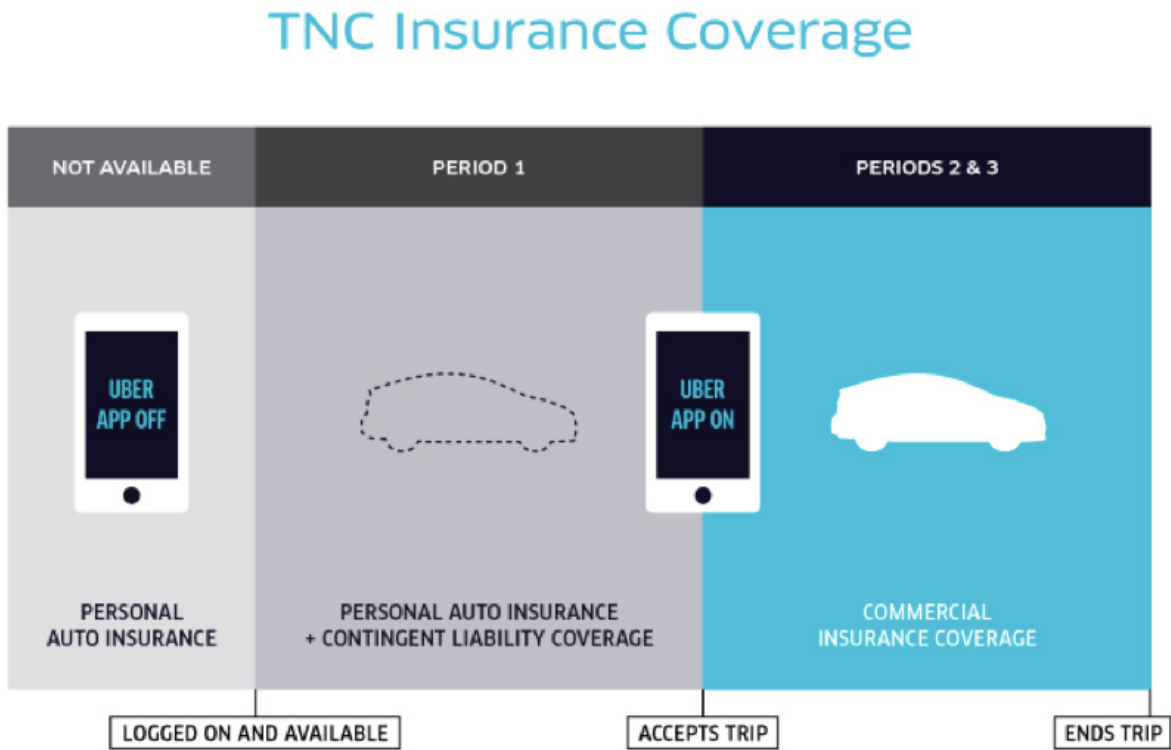 TNC Insurance Coverage
NOT AVAILABLE
PERIOD 1
PERIODS 2 & 3
UBER
APP OFF
UBER
APP ON
PERSONAL
AUTO INSURANCE
PERSONAL AUTO INSURANCE
+ CONTINGENT LIABILITY COVERAGE
COMMERCIAL
INSURANCE COVERAGE
LOGGED ON AND AVAILABLE
ACCEPTS TRIP
ENDS TRIP